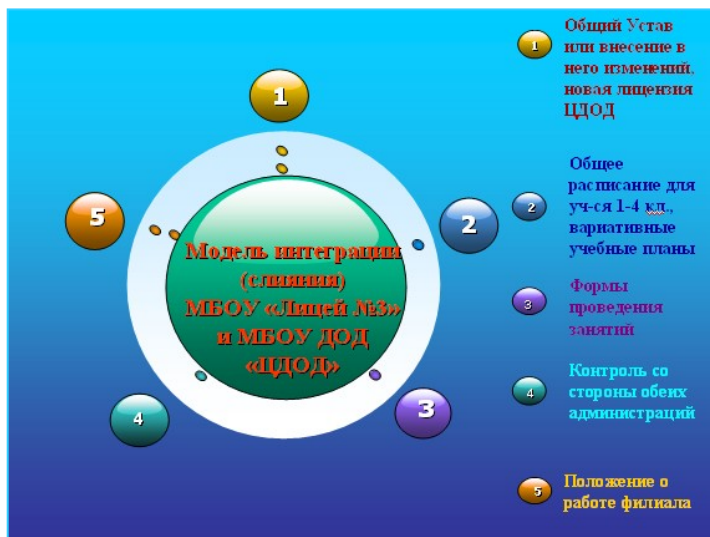 1
5
2
4
3
Модель интеграции
(слияния)
МБОУ «Лицей №3»
и МБОУ ДОД
«ЦДОД»
1
Общий Устав
или внесение в
него изменений,
новая лицензия
ЦДОД
2
Общее
расписание для
уч-ся 1-4 кл.,
вариативные
учебные планы
3
Формы
проведения
занятий
4
Контроль со
стороны обеих
администраций
5
Положение о
работе филиала